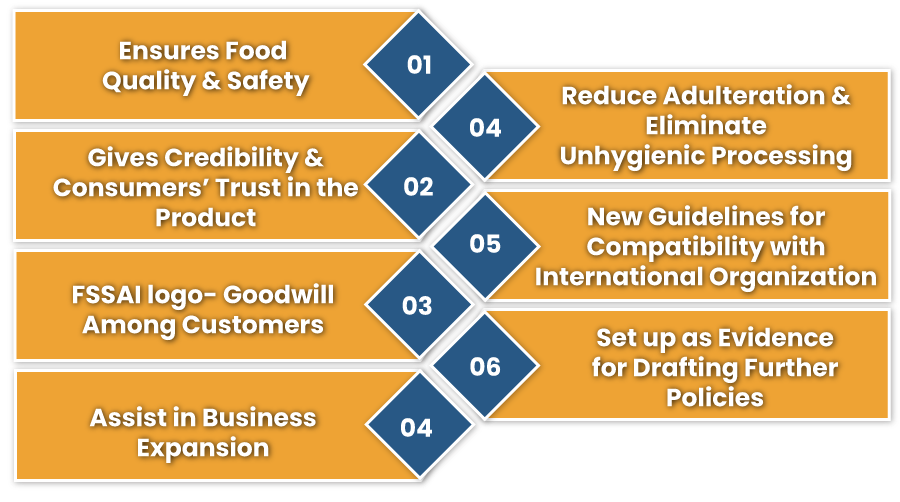 Ensures Food
Quality & Safety
01
Gives Credibility &
Consumers’ Trust in the
Product
02
FSSAI logo- Goodwill
Among Customers
03
Assist in Business
Expansion
04
04
Reduce Adulteration &
Eliminate
Unhygienic Processing
05
New Guidelines for
Compatibility with
International Organization
06
Set up as Evidence
for Drafting Further
Policies